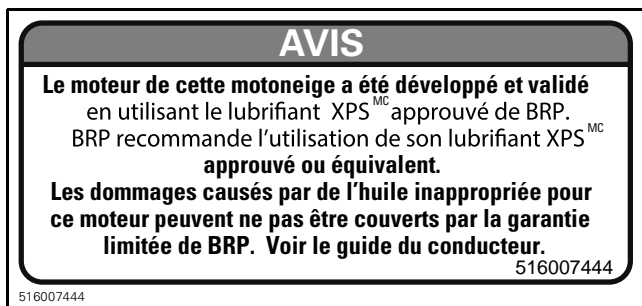 AVIS
Le moteur de cette motoneige a été développé et validé
en utilisant le lubrifiant XPS MC approuvé de BRP.
BRP recommande l'utilisation de son lubrifiant XPS MC
approuvé ou équivalent.
Les dommages causés par de l'huile inappropriée pour
ce moteur peuvent ne pas être couverts par la garantie
limitée de BRP. Voir le guide du conducteur.
516007444
516007444